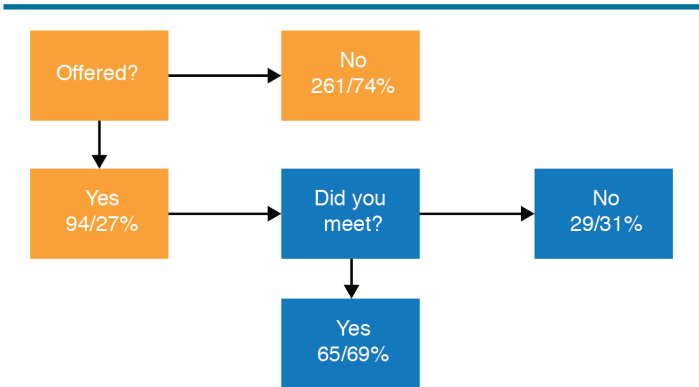 Offered?
No
261/74%
Yes
94/27%
Did you
meet?
No
29/31%
Yes
65/69%